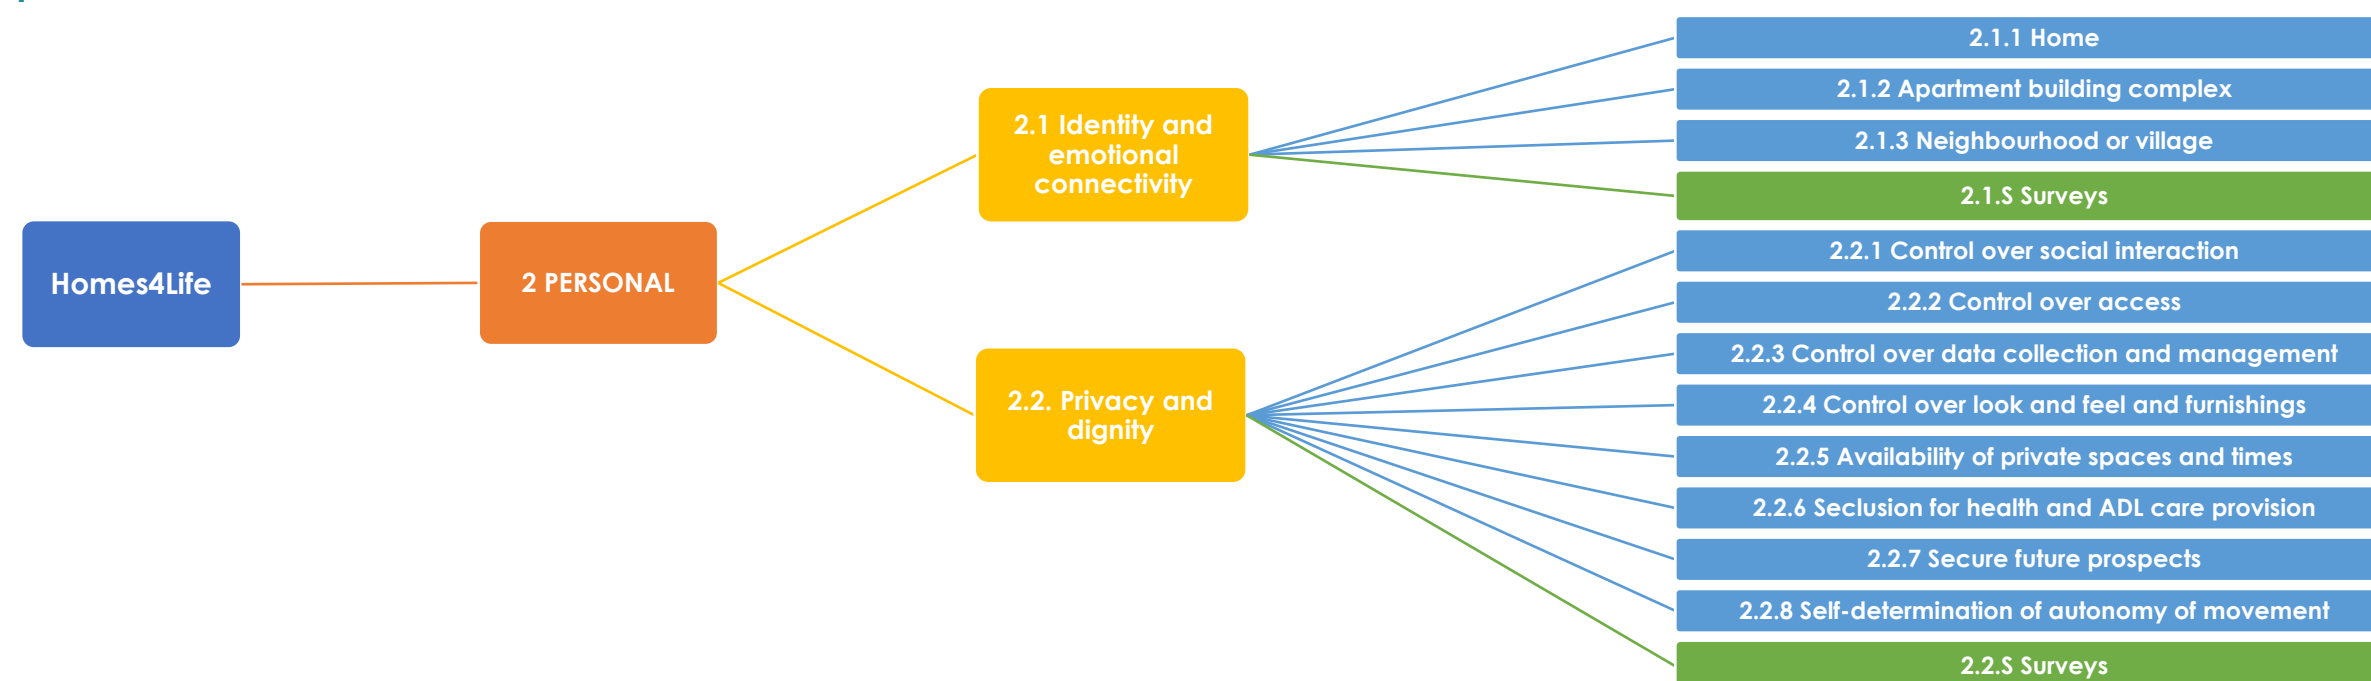 Homes4Life
2 PERSONAL
2.1 Identity and
emotional
connectivity
2.2. Privacy and
dignity
2.1.1 Home
2.1.2 Apartment building complex
2.1.3 Neighbourhood or village
2.1.S Surveys
2.2.1 Control over social interaction
2.2.2 Control over access
2.2.3 Control over data collection and management
2.2.4 Control over look and feel and furnishings
2.2.5 Availability of private spaces and times
2.2.6 Seclusion for health and ADL care provision
2.2.7 Secure future prospects
2.2.8 Self-determination of autonomy of movement
2.2.S Surveys